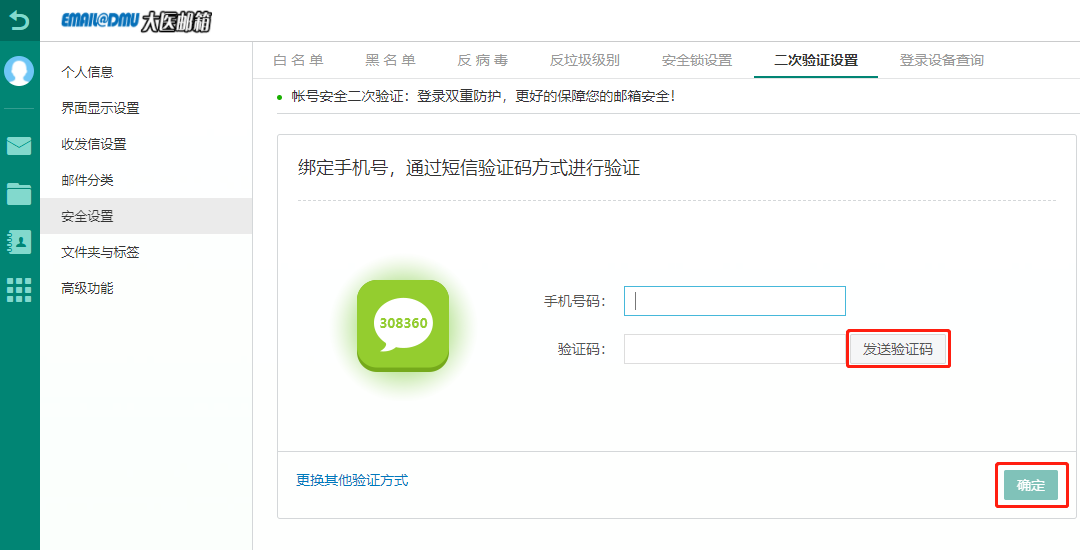 EMAIL@DMU 大医邮箱
白 名 单 黑 名 单 反 病 毒 反垃圾级别 安全锁设置 二次验证设置 登录设备查询
个人信息
界面显示设置
收发信设置
邮件分类
安全设置
文件夹与标签
高级功能
帐号安全二次验证：登录双重防护，更好的保障您的邮箱安全！
绑定手机号，通过短信验证码方式进行验证
308360
手机号码：
验证码： 发送验证码
更换其他验证方式 确定